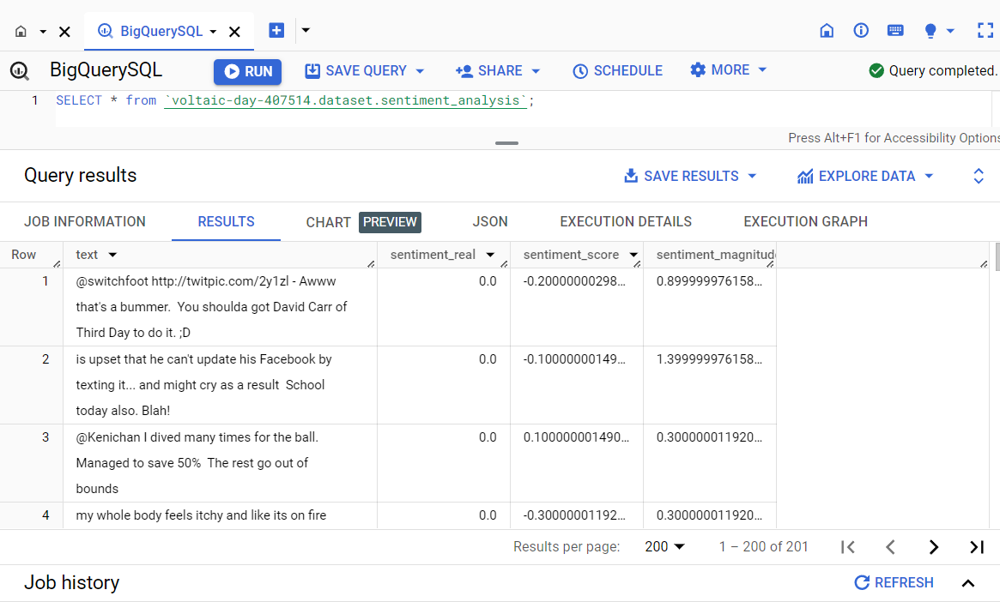 BigQuerySQL
BigQuerySQL RUN SAVE QUERY SHARE SCHEDULE MORE Query completed.
1 SELECT * from `voltaic-day-407514.dataset.sentiment_analysis`;
Press Alt+F1 for Accessibility Options
Query results SAVE RESULTS EXPLORE DATA
JOB INFORMATION RESULTS CHART PREVIEW JSON EXECUTION DETAILS EXECUTION GRAPH
Row text sentiment_real sentiment_score sentiment_magnitud
1 @switchfoot http://twitpic.com/2y1zl - Awww 0.0 -0.20000000298... 0.899999976158...
that's a bummer.  You shoulda got David Carr of
Third Day to do it. ;D
2 is upset that he can't update his Facebook by 0.0 -0.10000000149... 1.399999976158...
texting it... and might cry as a result  School
today also. Blah!
3 @Kenichan I dived many times for the ball. 0.0 0.100000001490... 0.300000011920...
Managed to save 50%  The rest go out of
bounds
4 my whole body feels itchy and like its on fire 0.0 -0.30000001192... 0.300000011920...
Results per page: 200 1 – 200 of 201
Job history REFRESH